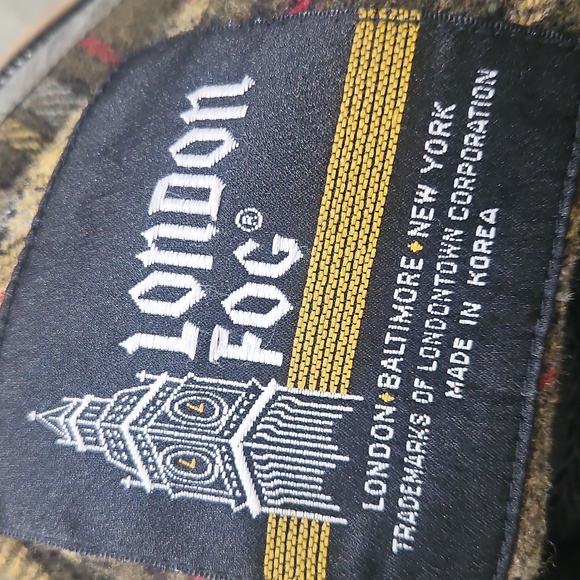 LONDON
FOG®
LONDON♦BALTIMORE♦NEW YORK
TRADEMARKS OF LONDONTOWN CORPORATION
MADE IN KOREA